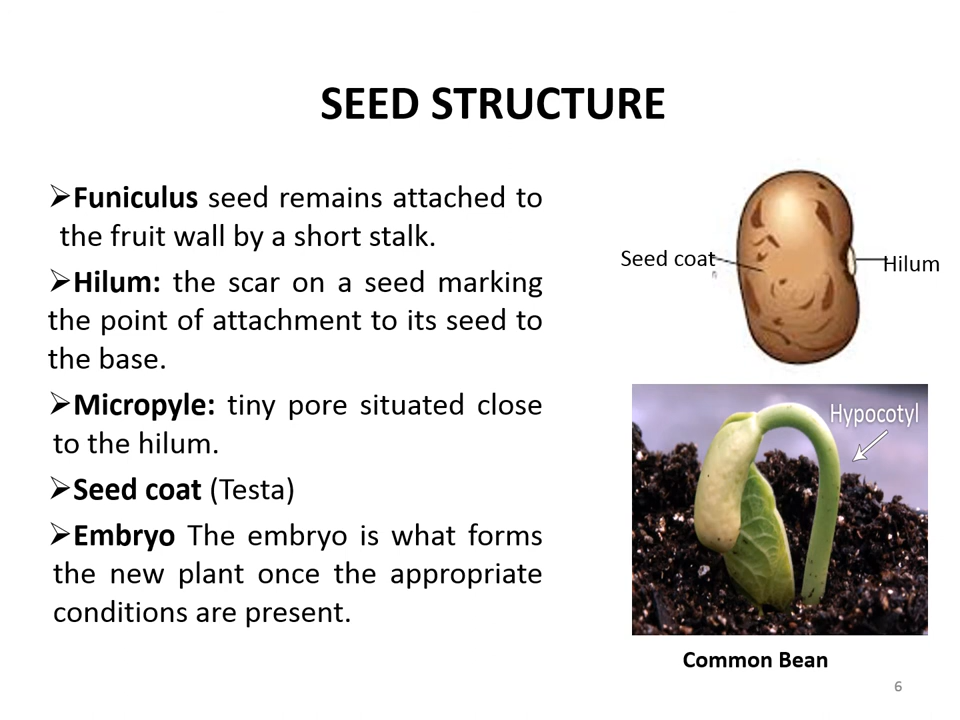 SEED STRUCTURE
➢Funiculus seed remains attached to
the fruit wall by a short stalk.
➢Hilum: the scar on a seed marking
the point of attachment to its seed to
the base.
➢Micropyle: tiny pore situated close
to the hilum.
➢Seed coat (Testa)
➢Embryo The embryo is what forms
the new plant once the appropriate
conditions are present.
Seed coat
Hilum
Hypocotyl
Common Bean
6